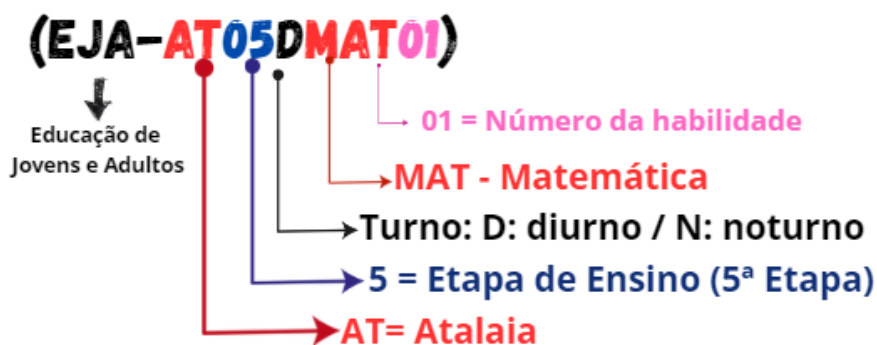 (EJA-AT05DMAT01)
Educação de
Jovens e Adultos
01 = Número da habilidade
MAT - Matemática
Turno: D: diurno / N: noturno
5 = Etapa de Ensino (5ª Etapa)
AT= Atalaia